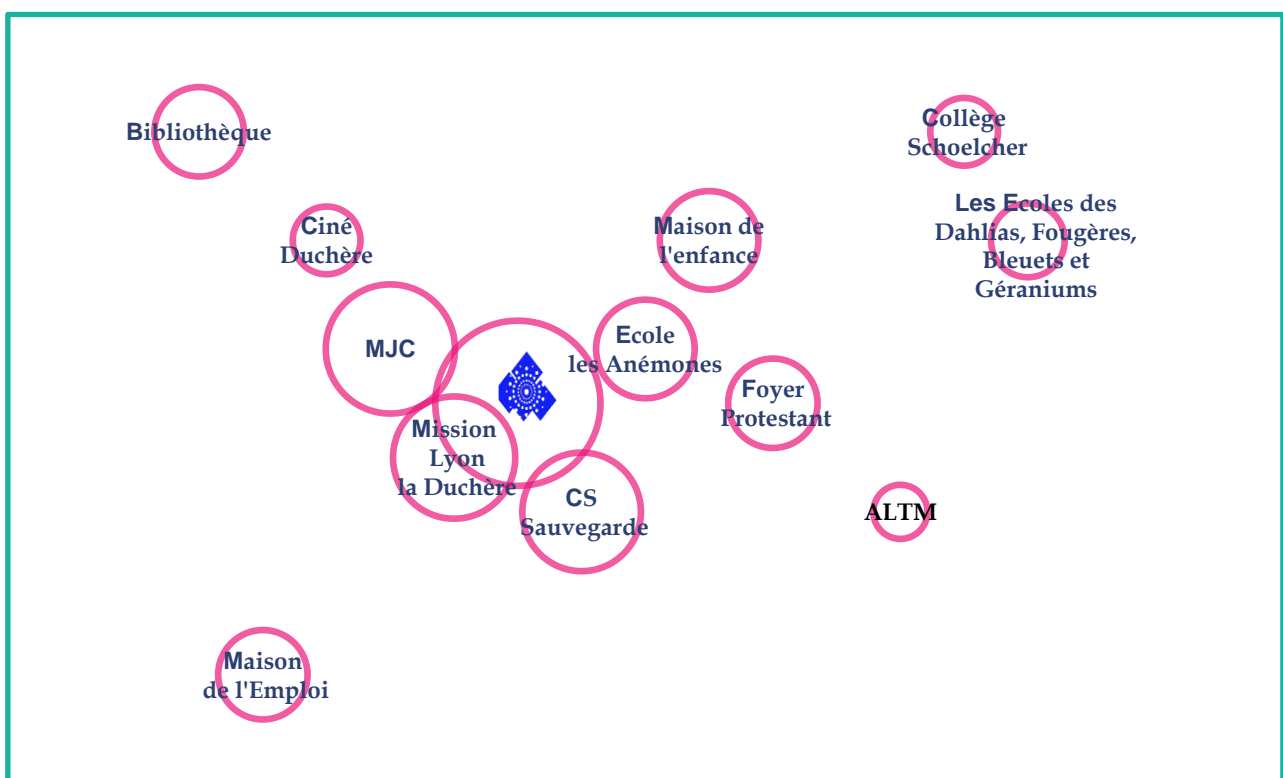 Bibliothèque
Collège
Schoelcher
Ciné
Duchère
Maison de
l'enfance
Les Ecoles des
Dahlias, Fougères,
Bleuets et
Géraniums
MJC
Ecole
les Anémones
Foyer
Protestant
Mission
Lyon
la Duchère
CS
Sauvegarde
ALTM
Maison
de l'Emploi